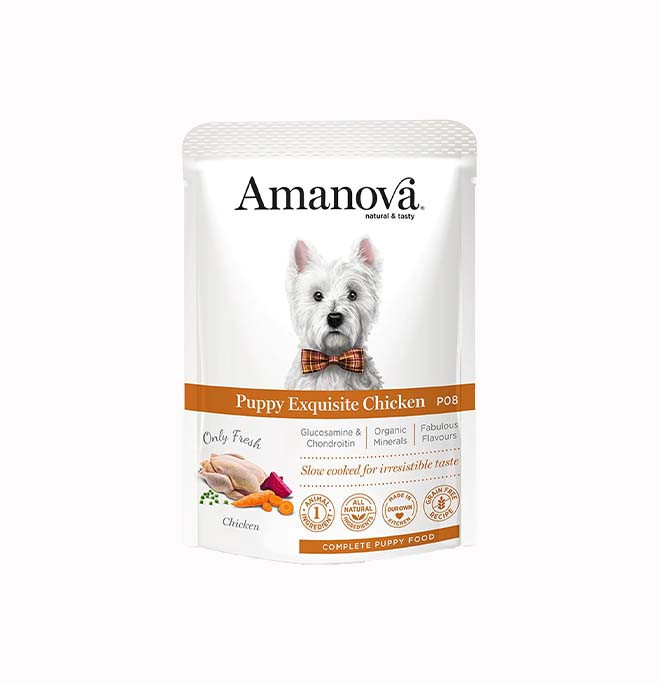 Amanova®
natural & tasty
Puppy Exquisite Chicken P08
Only Fresh
Chicken
Glucosamine &
Chondroitin
Organic
Minerals
Fabulous
Flavours
Slow cooked for irresistible taste
ANIMAL
1
INGREDIENT
ALL
NATURAL
INGREDIENTS
MADE IN
OUR OWN
KITCHEN
GRAIN FREE
RECIPE
COMPLETE PUPPY FOOD